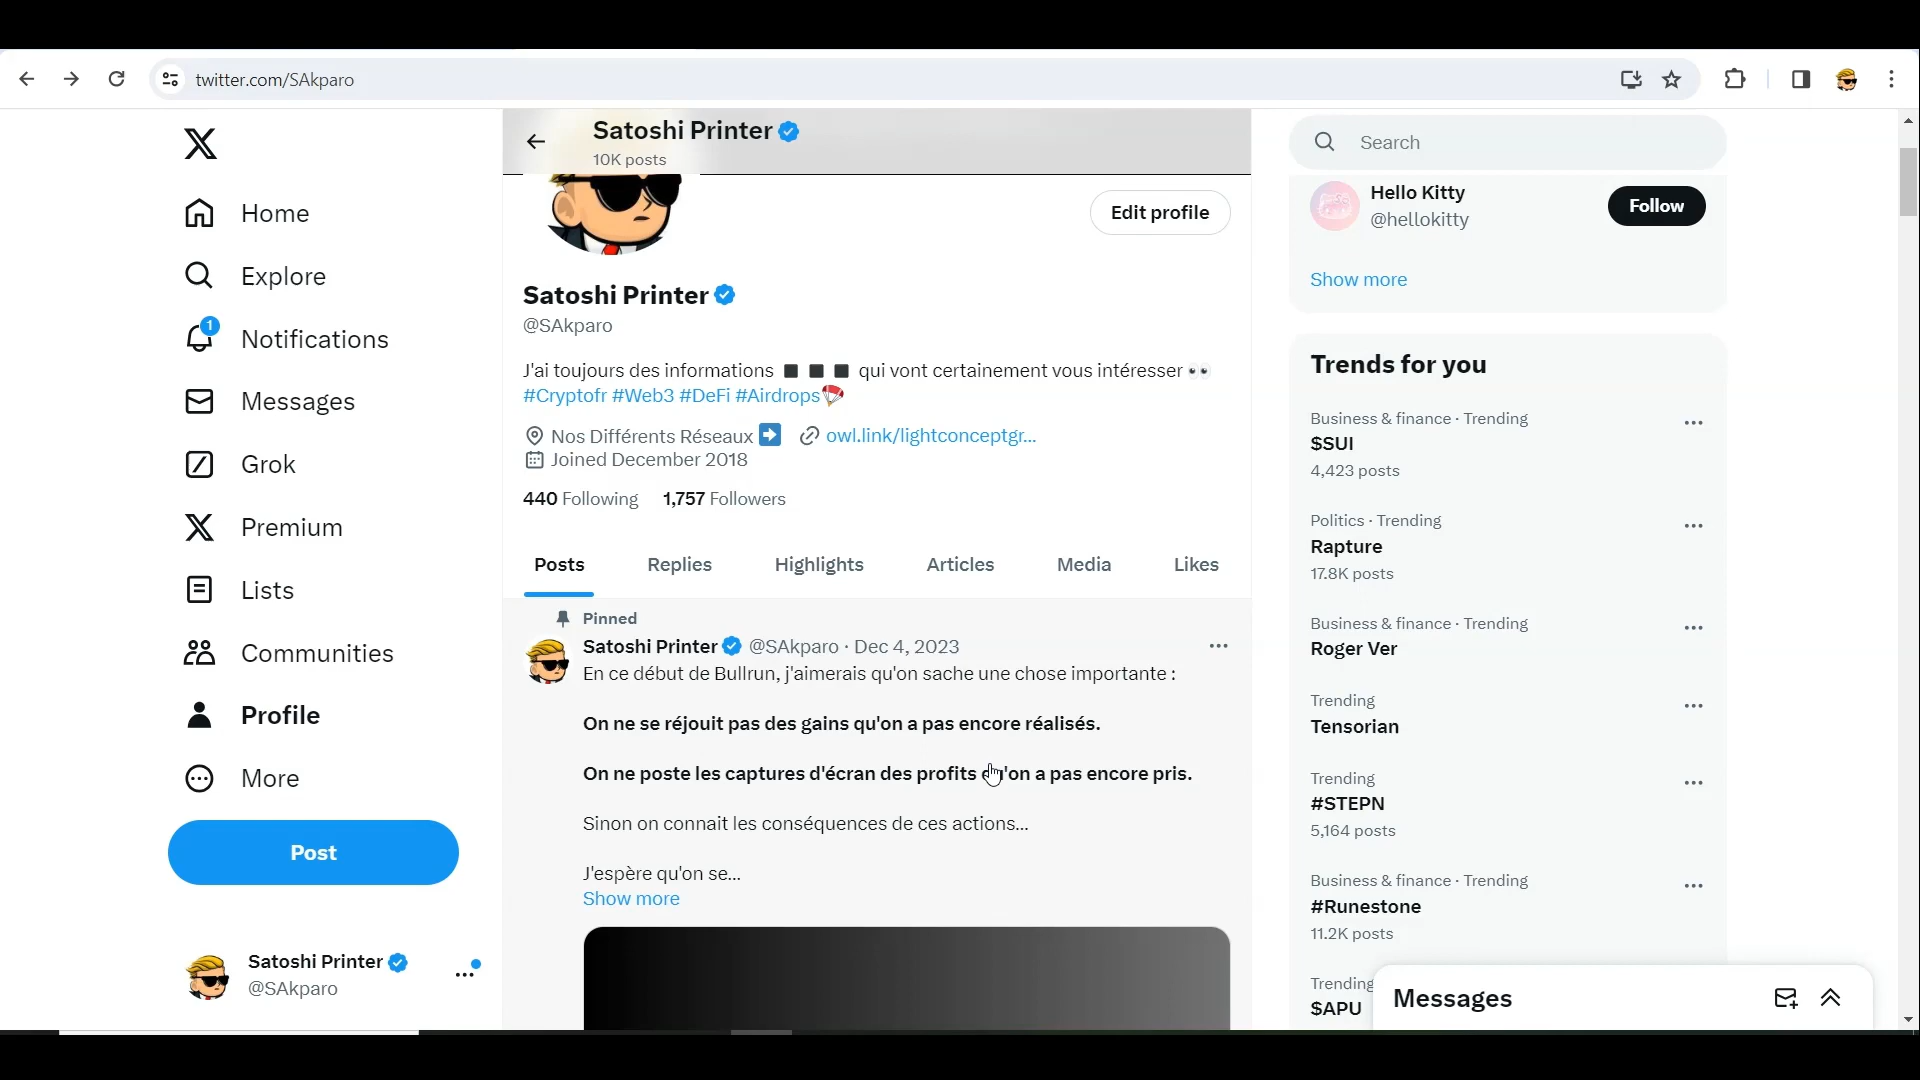 twitter.com/SAkparo
Home
Explore
1
Notifications
Messages
Grok
Premium
Lists
Communities
Profile
More
Post
Satoshi Printer
@SAkparo
Satoshi Printer
10K posts
Edit profile
Satoshi Printer
@SAkparo
J'ai toujours des informations ◼ ◼ ◼ qui vont certainement vous intéresser 👀
#Cryptofr #Web3 #DeFi #Airdrops🪂
Nos Différents Réseaux ➡ owl.link/lightconceptgr...
Joined December 2018
440 Following 1,757 Followers
Posts Replies Highlights Articles Media Likes
Pinned
Satoshi Printer @SAkparo · Dec 4, 2023
En ce début de Bullrun, j'aimerais qu'on sache une chose importante :
On ne se réjouit pas des gains qu'on a pas encore réalisés.
On ne poste les captures d'écran des profits qu'on a pas encore pris.
Sinon on connait les conséquences de ces actions...
J'espère qu'on se...
Show more
Search
Hello Kitty
@hellokitty
Follow
Show more
Trends for you
Business & finance · Trending
$SUI
4,423 posts
Politics · Trending
Rapture
17.8K posts
Business & finance · Trending
Roger Ver
Trending
Tensorian
Trending
#STEPN
5,164 posts
Business & finance · Trending
#Runestone
11.2K posts
Trending
$APU
Messages